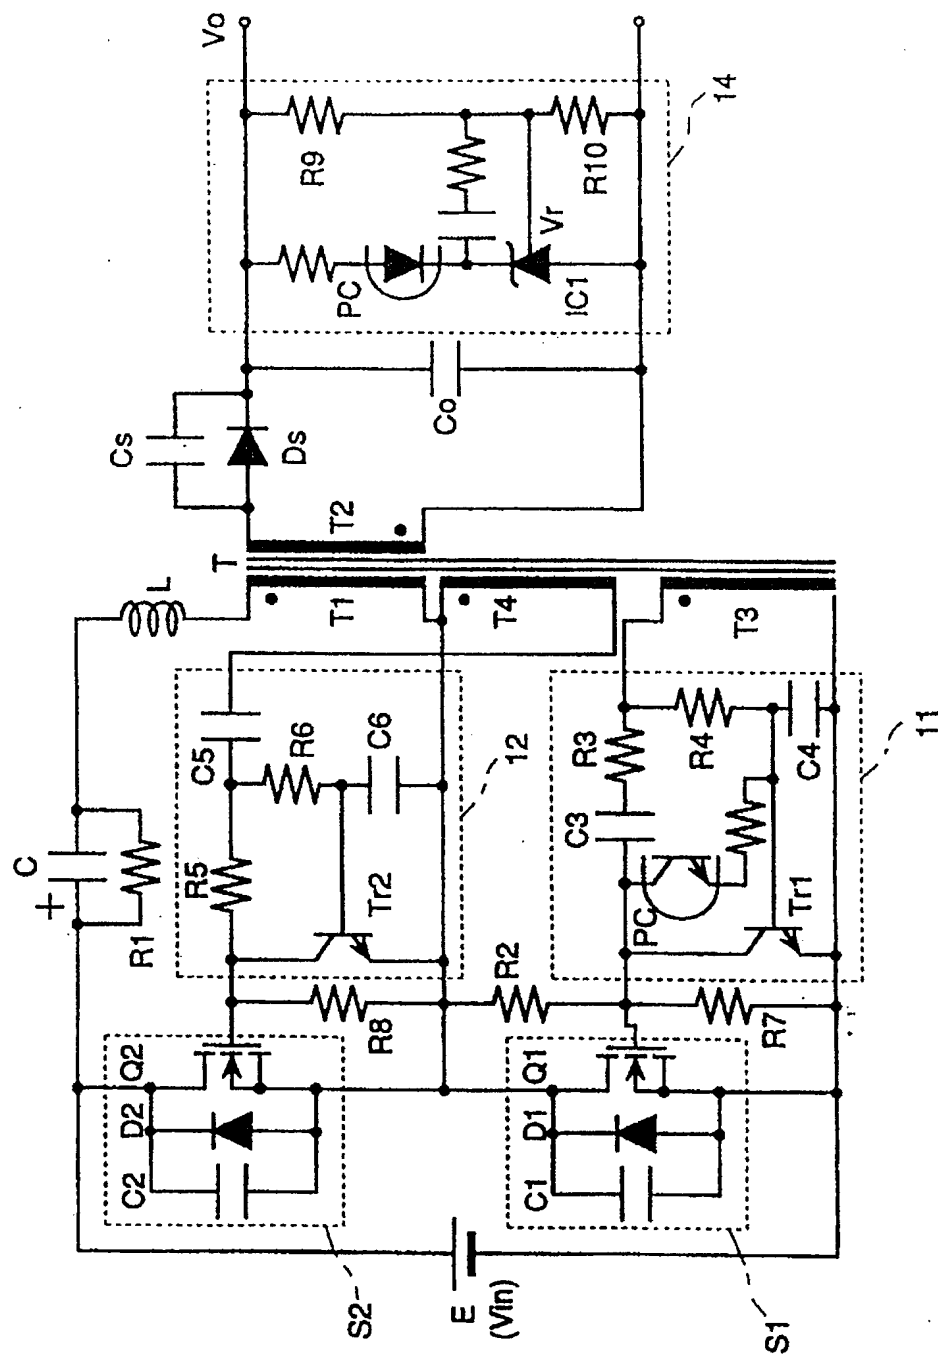 C
+
R1
L
T
Cs
Ds
Vo
T1
T2
T4
T3
C5
R5
R6
C6
Tr2
12
R8
R2
Q2
D2
C2
S2
E
(Vin)
Q1
D1
C1
S1
R7
R3
C3
R4
C4
PC
Tr1
11
Co
R9
PC
Vr
IC1
R10
14